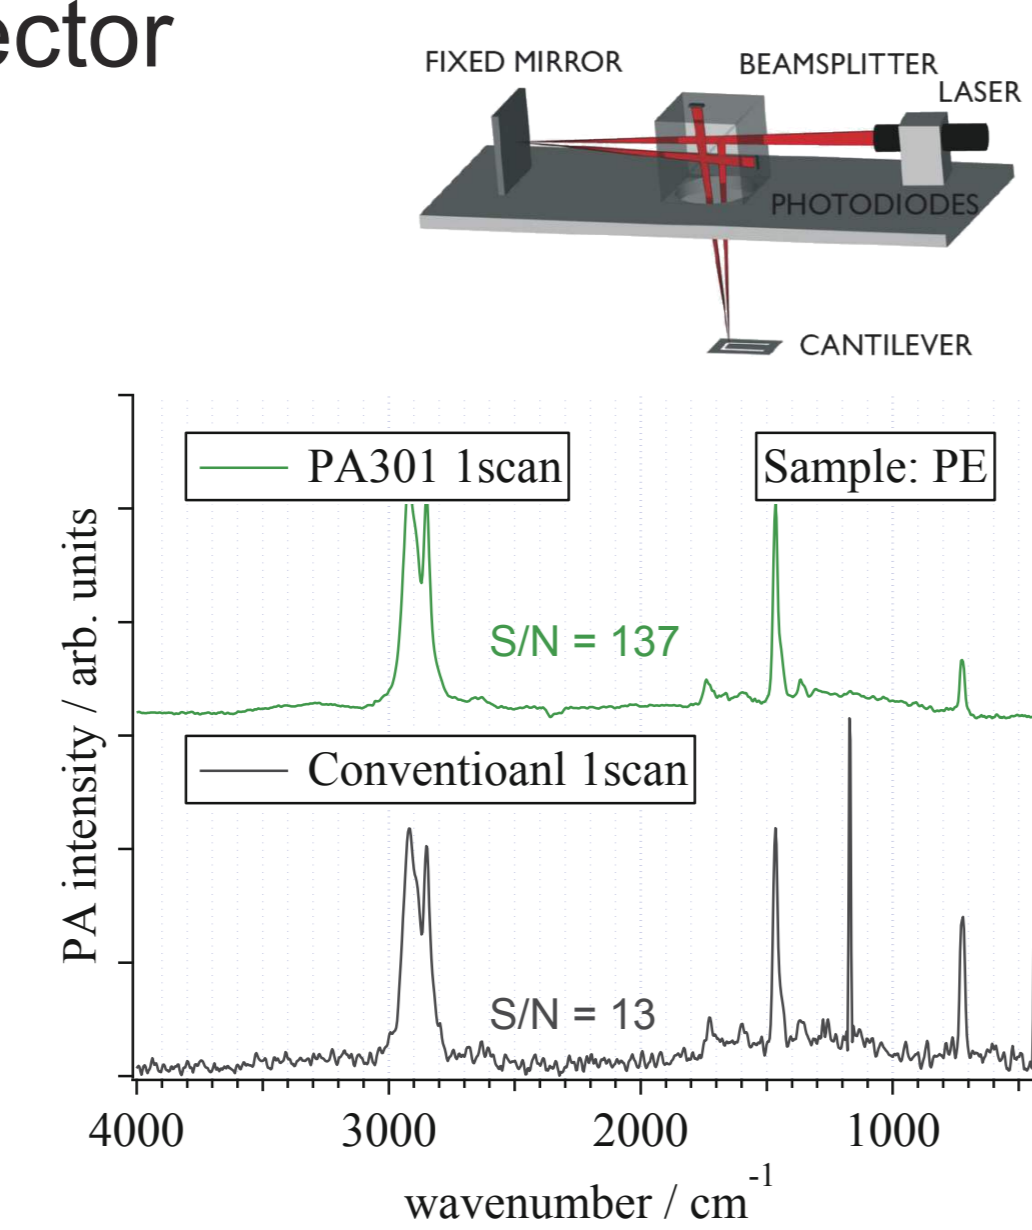 ector
FIXED MIRROR
BEAMSPLITTER
LASER
PHOTODIODES
CANTILEVER
PA301 1scan
Sample: PE
S/N = 137
Conventioanl 1scan
S/N = 13
PA intensity / arb. units
4000 3000 2000 1000
wavenumber / cm⁻¹